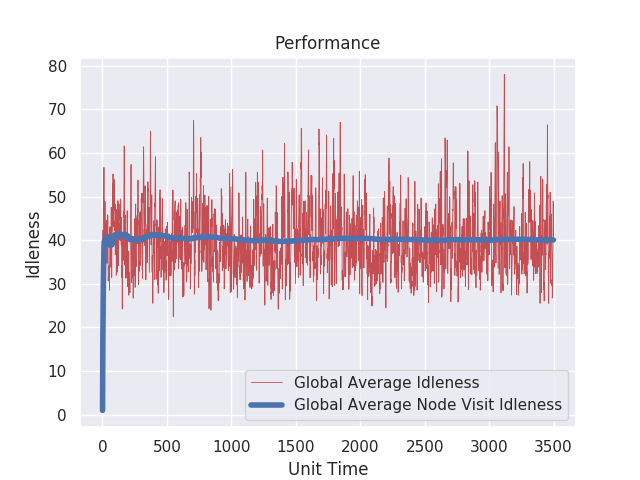 Performance
80
70
60
50
40
30
20
10
0
Idleness
Global Average Idleness
Global Average Node Visit Idleness
0 500 1000 1500 2000 2500 3000 3500
Unit Time